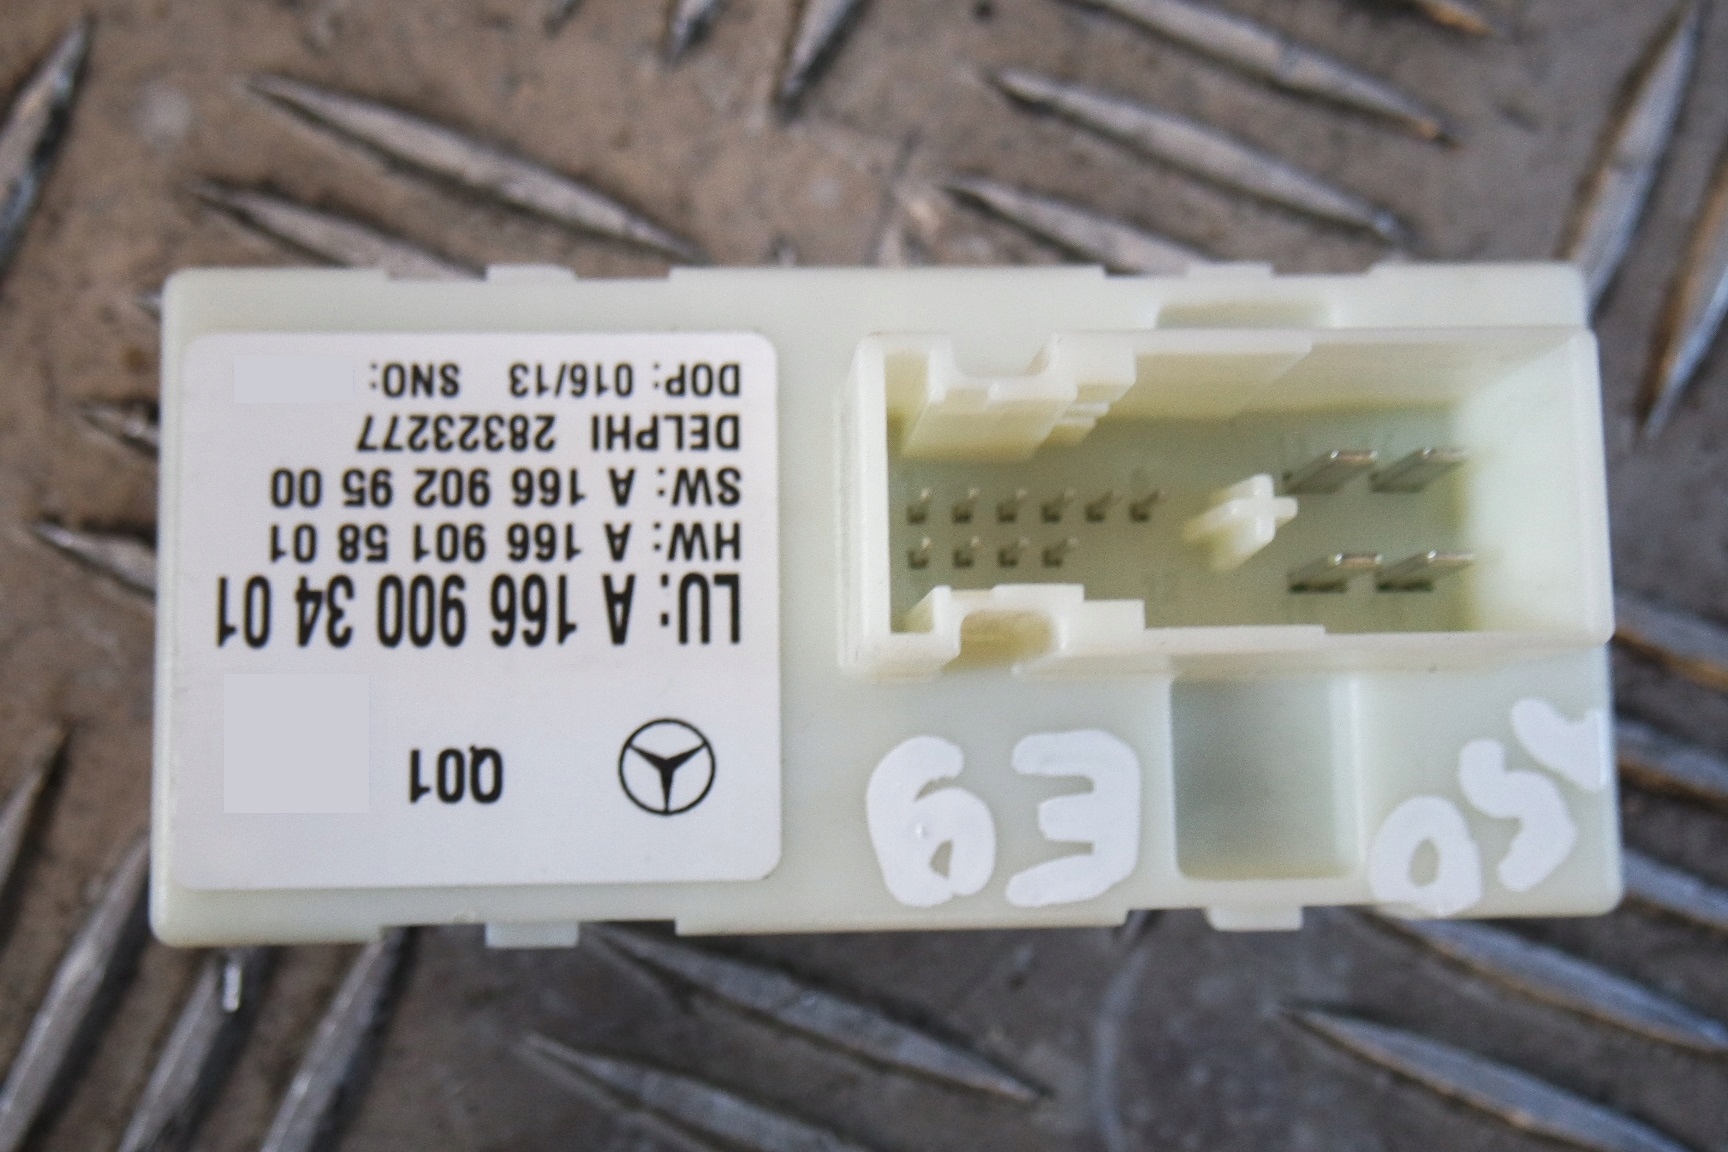 Q01
LU: A 166 900 34 01
HW: A 166 901 58 01
SW: A 166 902 95 00
DELPHI 28323277
DOP: 016/13 SNO:
E9